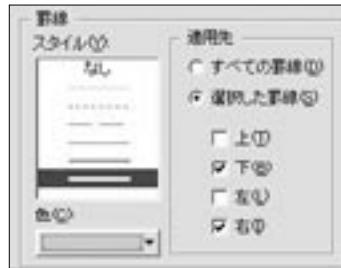 罫線
スタイル(Y):
なし
色(C):
適用先
すべての罫線(D)
選択した罫線(S)
上(T)
下(B)
左(L)
右(I)